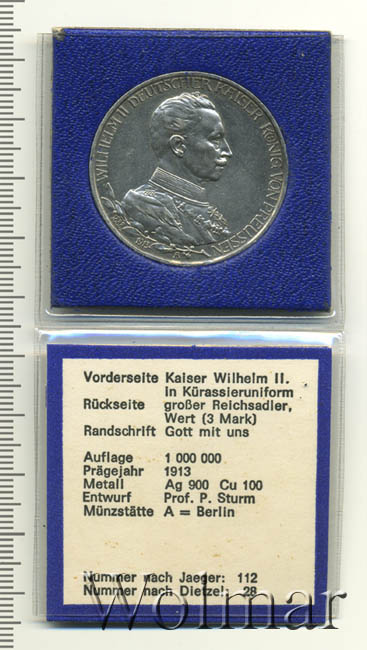 WILHELM II DEUTSCHER KAISER KÖNIG VON PREUSSEN
1913
A
Vorderseite Kaiser Wilhelm II.
in Kürassieruniform
Rückseite großer Reichsadler,
Wert (3 Mark)
Randschrift Gott mit uns
Auflage 1 000 000
Prägejahr 1913
Metall Ag 900 Cu 100
Entwurf Prof. P. Sturm
Münzstätte A = Berlin
Nummer nach Jaeger: 112
Nummer nach Dietzel: 28
Wolmar